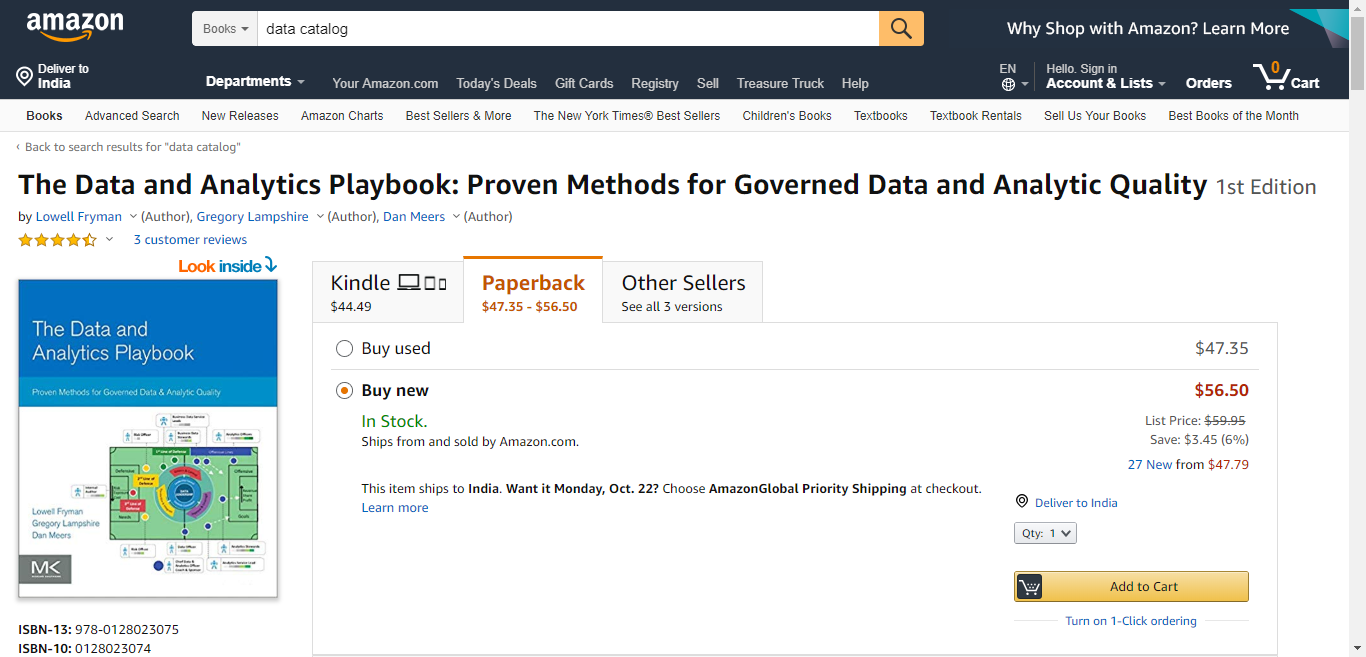 amazon
Books
data catalog
Why Shop with Amazon? Learn More
Deliver to
India
Departments
Your Amazon.com
Today's Deals
Gift Cards
Registry
Sell
Treasure Truck
Help
EN
Hello. Sign in
Account & Lists
Orders
0
Cart
Books
Advanced Search
New Releases
Amazon Charts
Best Sellers & More
The New York Times® Best Sellers
Children's Books
Textbooks
Textbook Rentals
Sell Us Your Books
Best Books of the Month
‹ Back to search results for "data catalog"
The Data and Analytics Playbook: Proven Methods for Governed Data and Analytic Quality 1st Edition
by Lowell Fryman (Author), Gregory Lampshire (Author), Dan Meers (Author)
3 customer reviews
Look inside
The Data and
Analytics Playbook
Proven Methods for Governed Data & Analytic Quality
Lowell Fryman
Gregory Lampshire
Dan Meers
MK
ISBN-13: 978-0128023075
ISBN-10: 0128023074
Kindle
$44.49
Paperback
$47.35 - $56.50
Other Sellers
See all 3 versions
Buy used
$47.35
Buy new
$56.50
In Stock.
Ships from and sold by Amazon.com.
List Price: $59.95
Save: $3.45 (6%)
27 New from $47.79
This item ships to India. Want it Monday, Oct. 22? Choose AmazonGlobal Priority Shipping at checkout.
Learn more
Deliver to India
Qty: 1
Add to Cart
Turn on 1-Click ordering